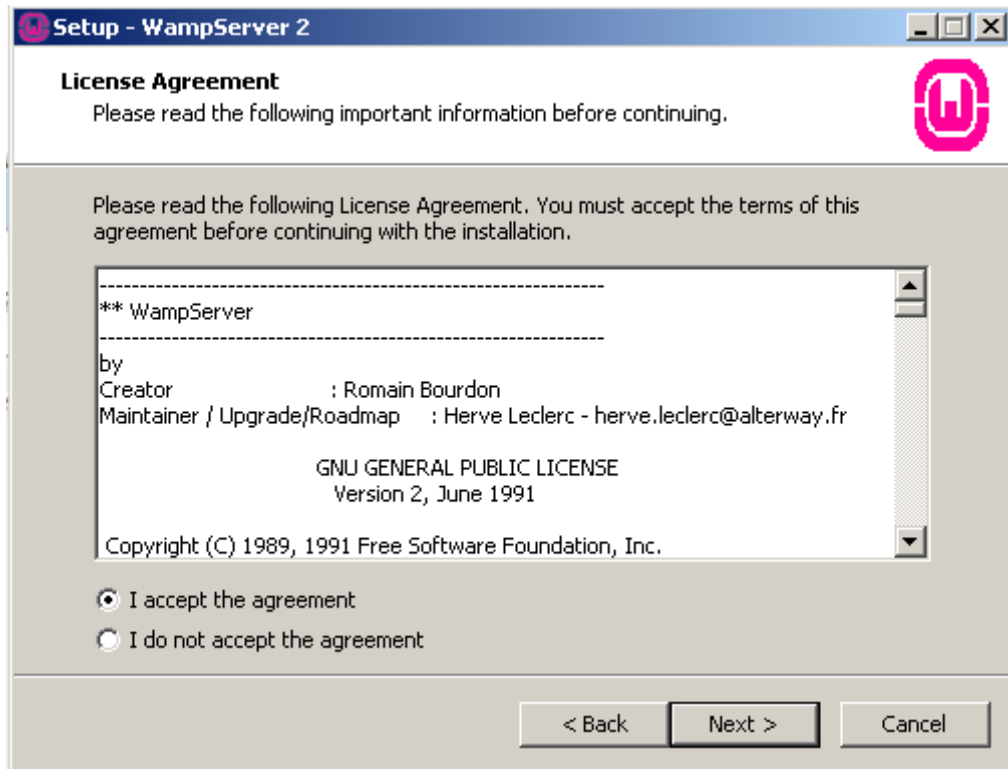 Setup - WampServer 2
License Agreement
Please read the following important information before continuing.
Please read the following License Agreement. You must accept the terms of this
agreement before continuing with the installation.
---------------------------------------------------------------
** WampServer
---------------------------------------------------------------
by
Creator : Romain Bourdon
Maintainer / Upgrade/Roadmap : Herve Leclerc - herve.leclerc@alterway.fr
GNU GENERAL PUBLIC LICENSE
Version 2, June 1991
Copyright (C) 1989, 1991 Free Software Foundation, Inc.
I accept the agreement
I do not accept the agreement
< Back Next > Cancel